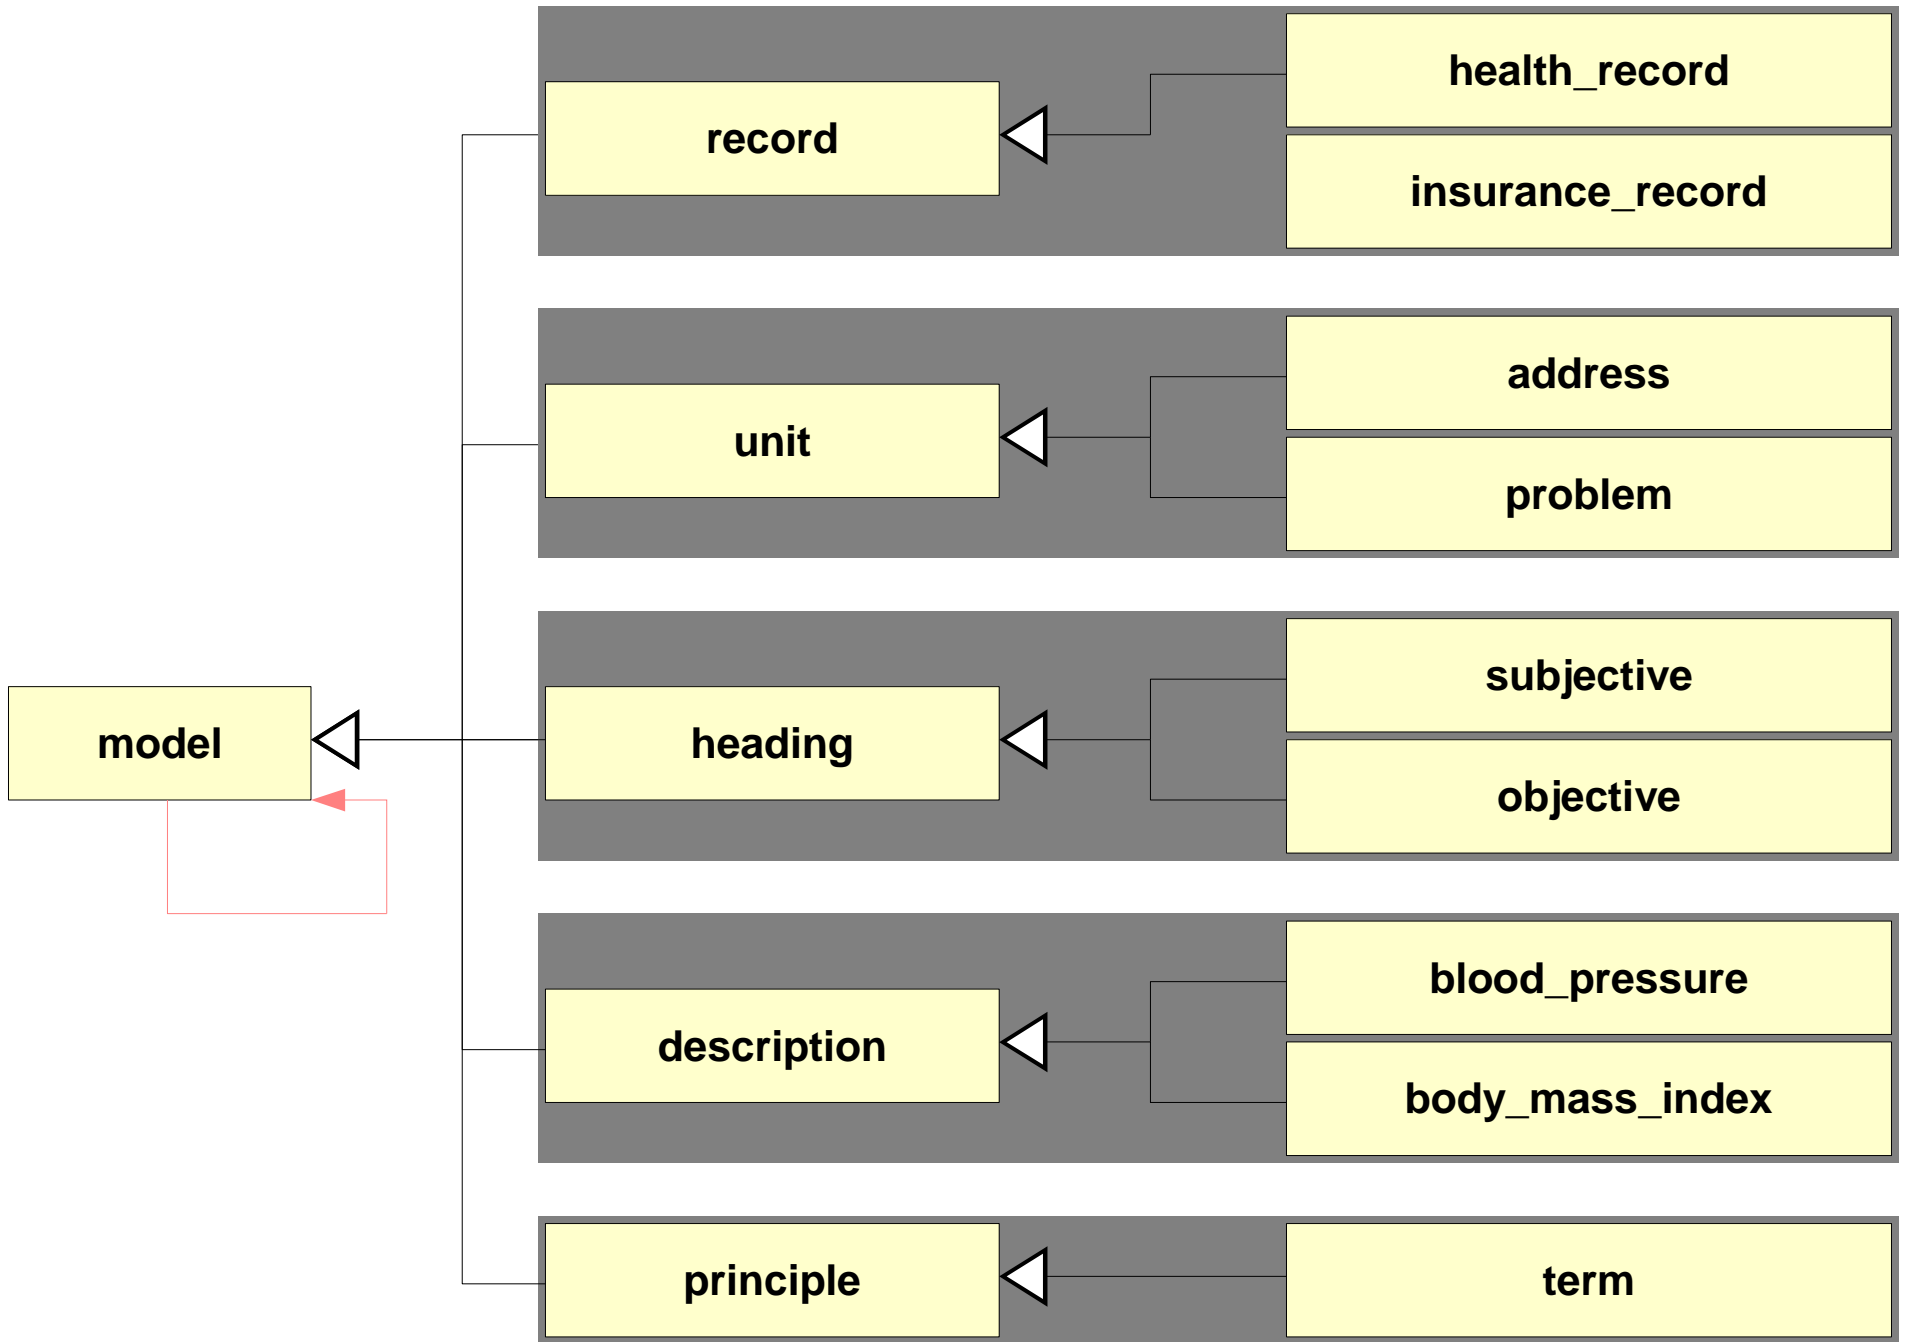 health_record
record
insurance_record
address
unit
problem
subjective
model
heading
objective
blood_pressure
description
body_mass_index
principle
term